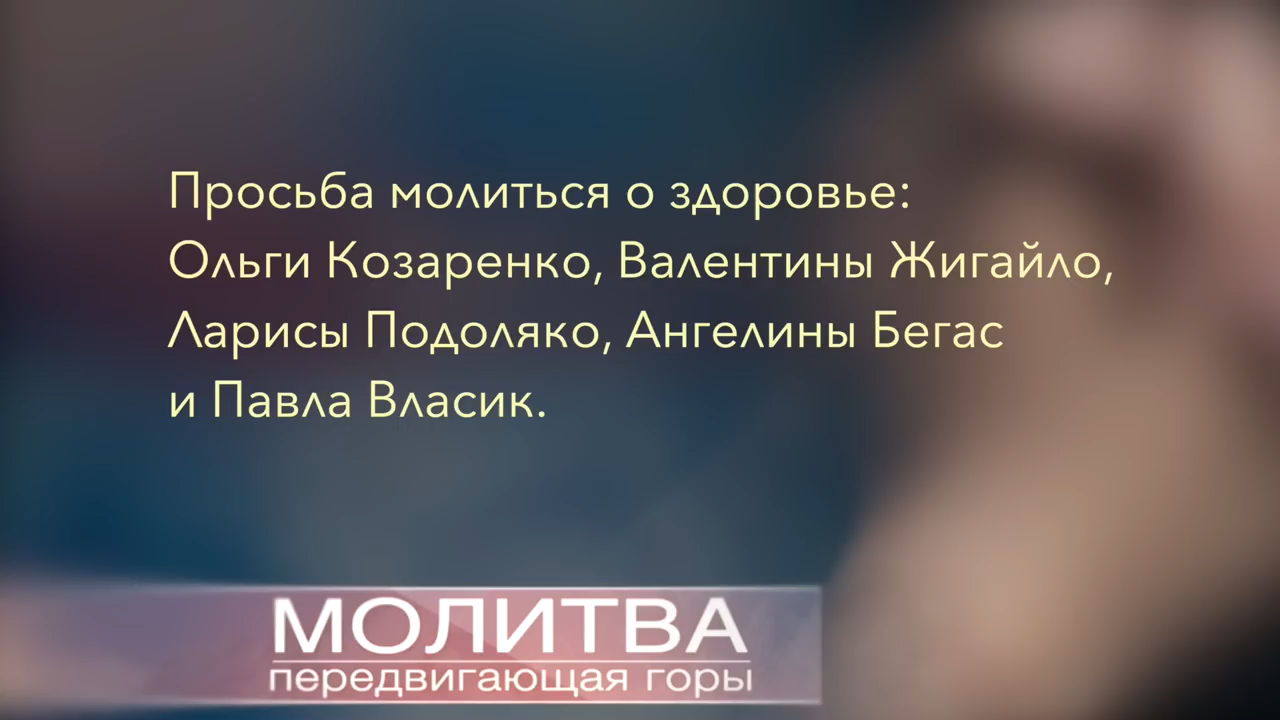 Просьба молиться о здоровье:
Ольги Козаренко, Валентины Жигайло,
Ларисы Подоляко, Ангелины Бегас
и Павла Власик.
МОЛИТВА
передвигающая горы